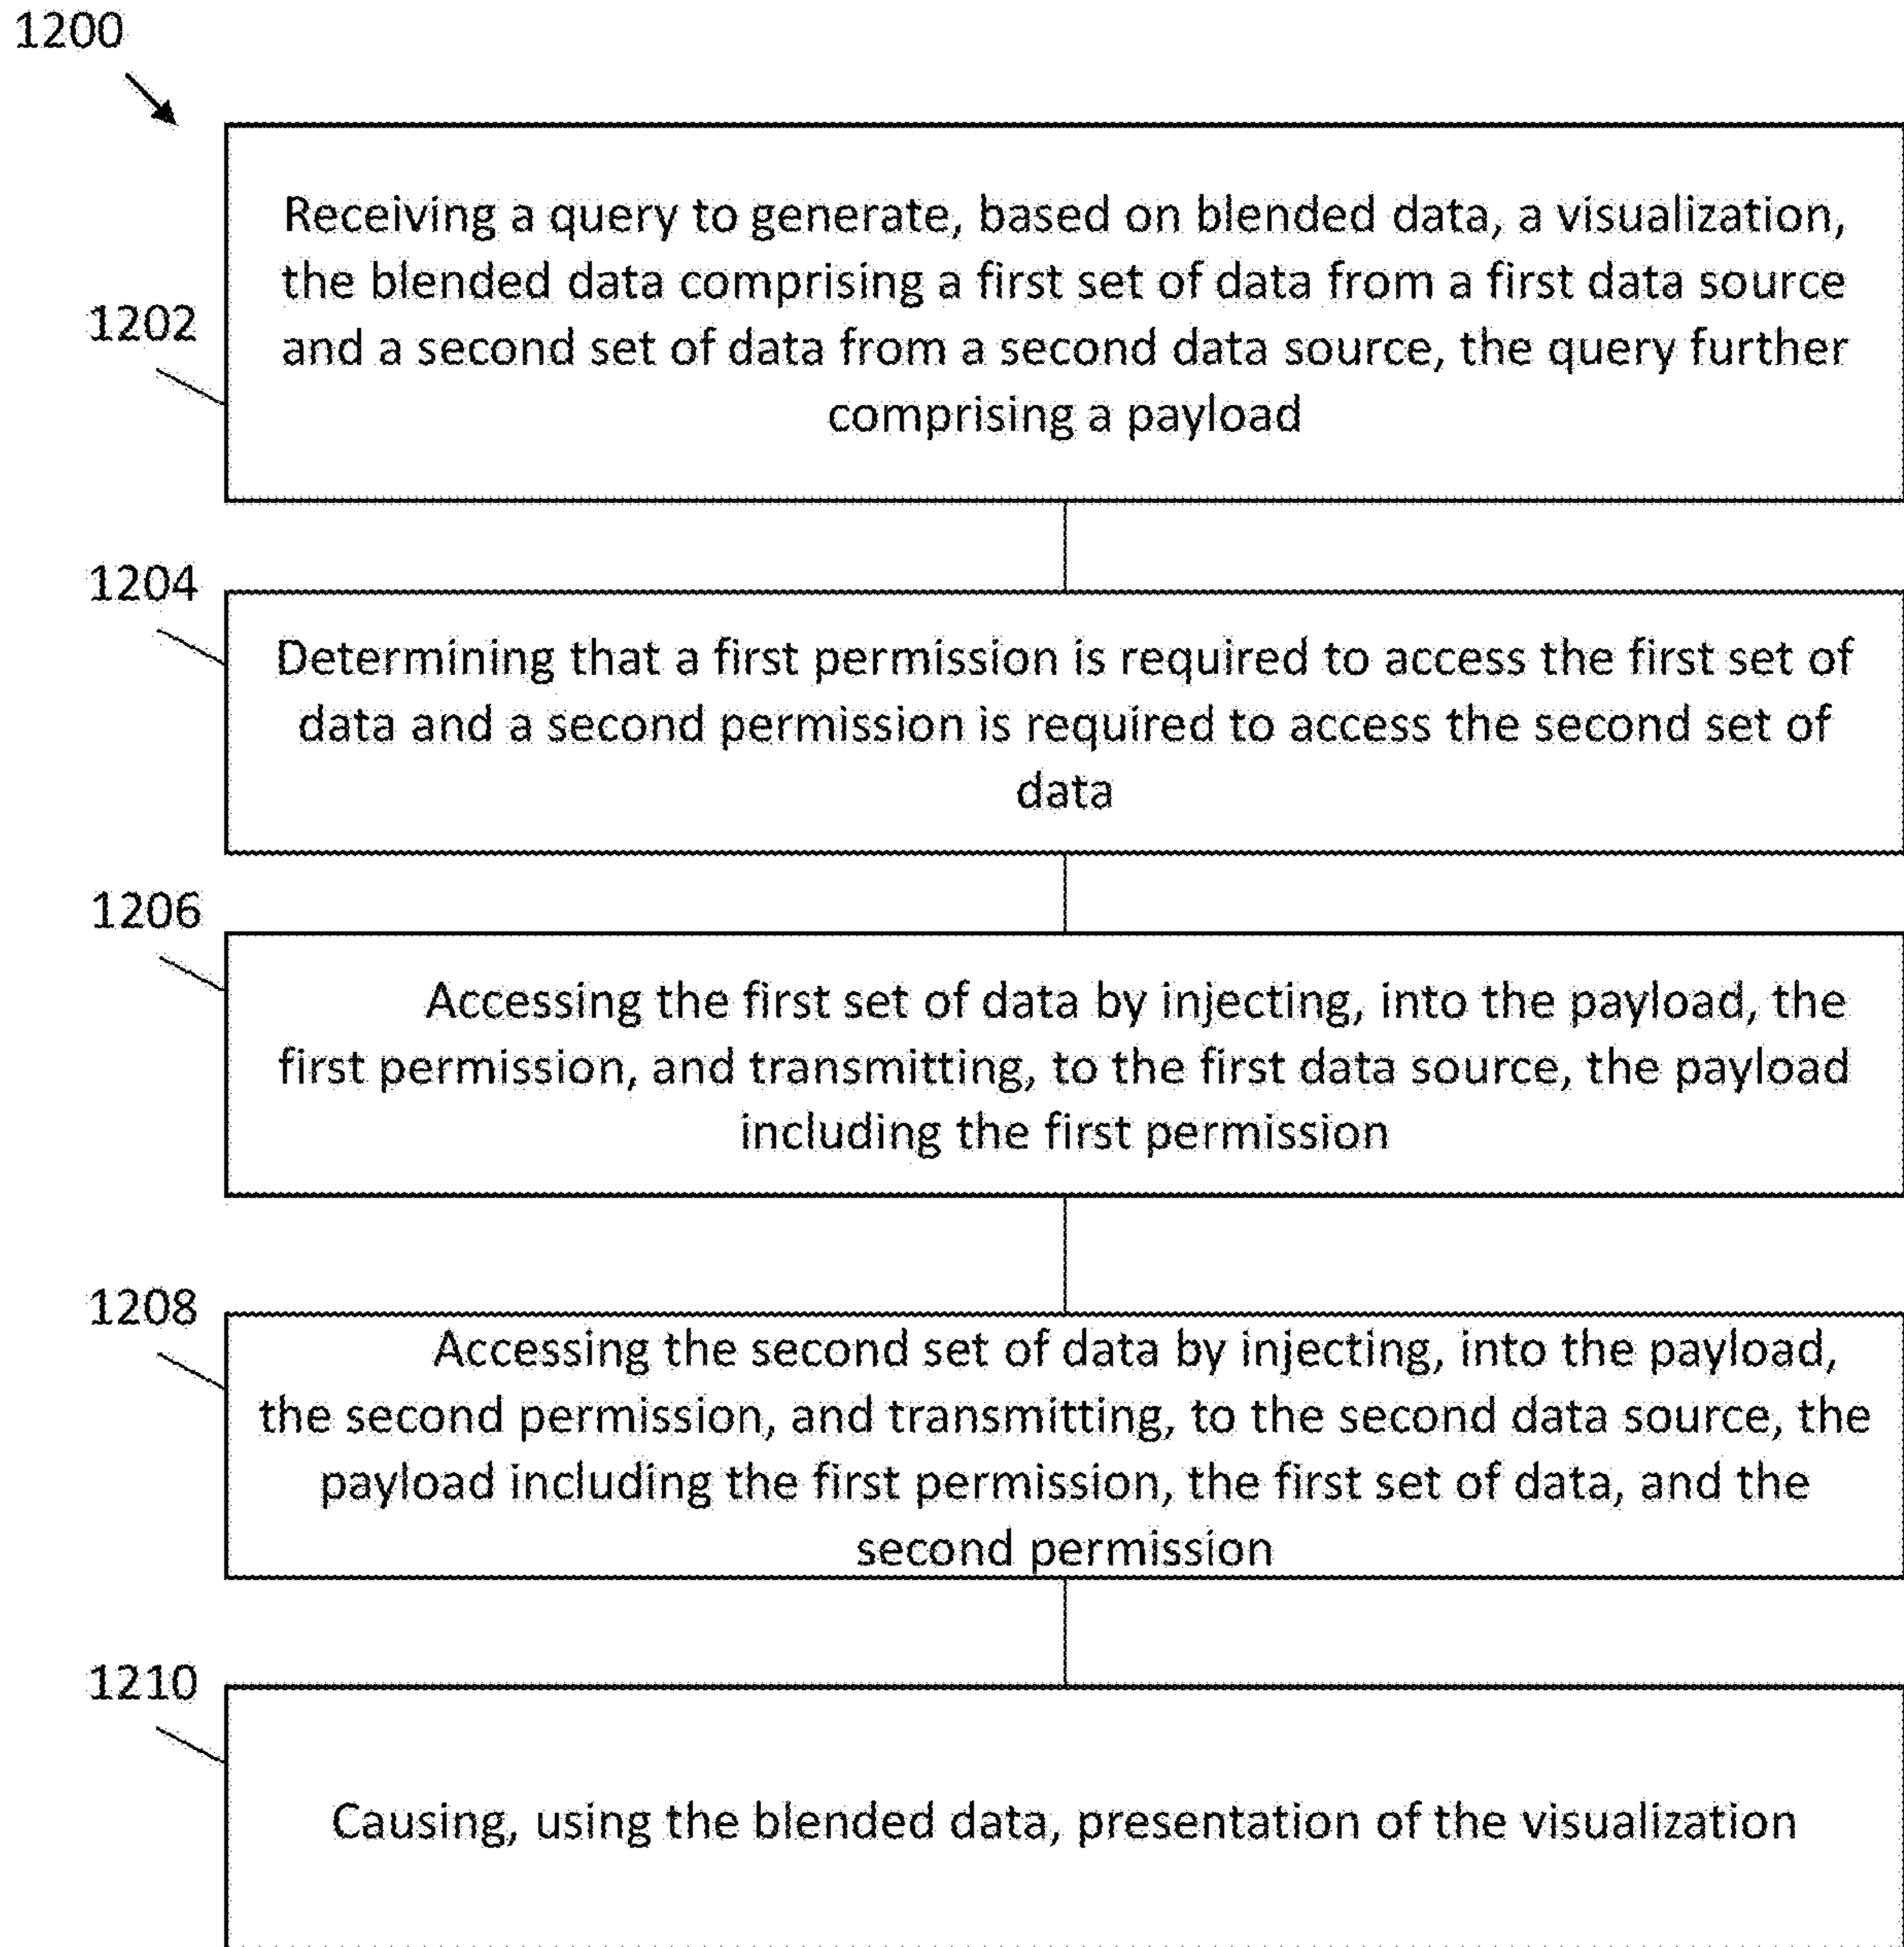 1200
Receiving a query to generate, based on blended data, a visualization,
the blended data comprising a first set of data from a first data source
1202
and a second set of data from a second data source, the query further
comprising a payload
1204
Determining that a first permission is required to access the first set of
data and a second permission is required to access the second set of
data
1206
Accessing the first set of data by injecting, into the payload, the
first permission, and transmitting, to the first data source, the payload
including the first permission
1208
Accessing the second set of data by injecting, into the payload,
the second permission, and transmitting, to the second data source, the
payload including the first permission, the first set of data, and the
second permission
1210
Causing, using the blended data, presentation of the visualization